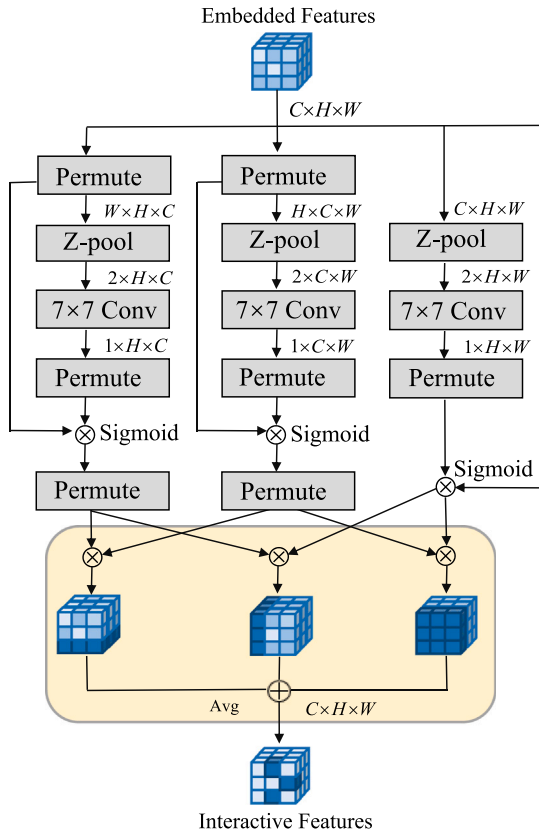 Embedded Features
C×H×W
Permute
Permute
W×H×C
H×C×W
C×H×W
Z-pool
Z-pool
Z-pool
2×H×C
2×C×W
2×H×W
7×7 Conv
7×7 Conv
7×7 Conv
1×H×C
1×C×W
1×H×W
Permute
Permute
Permute
Sigmoid
Sigmoid
Sigmoid
Permute
Permute
Avg
C×H×W
Interactive Features